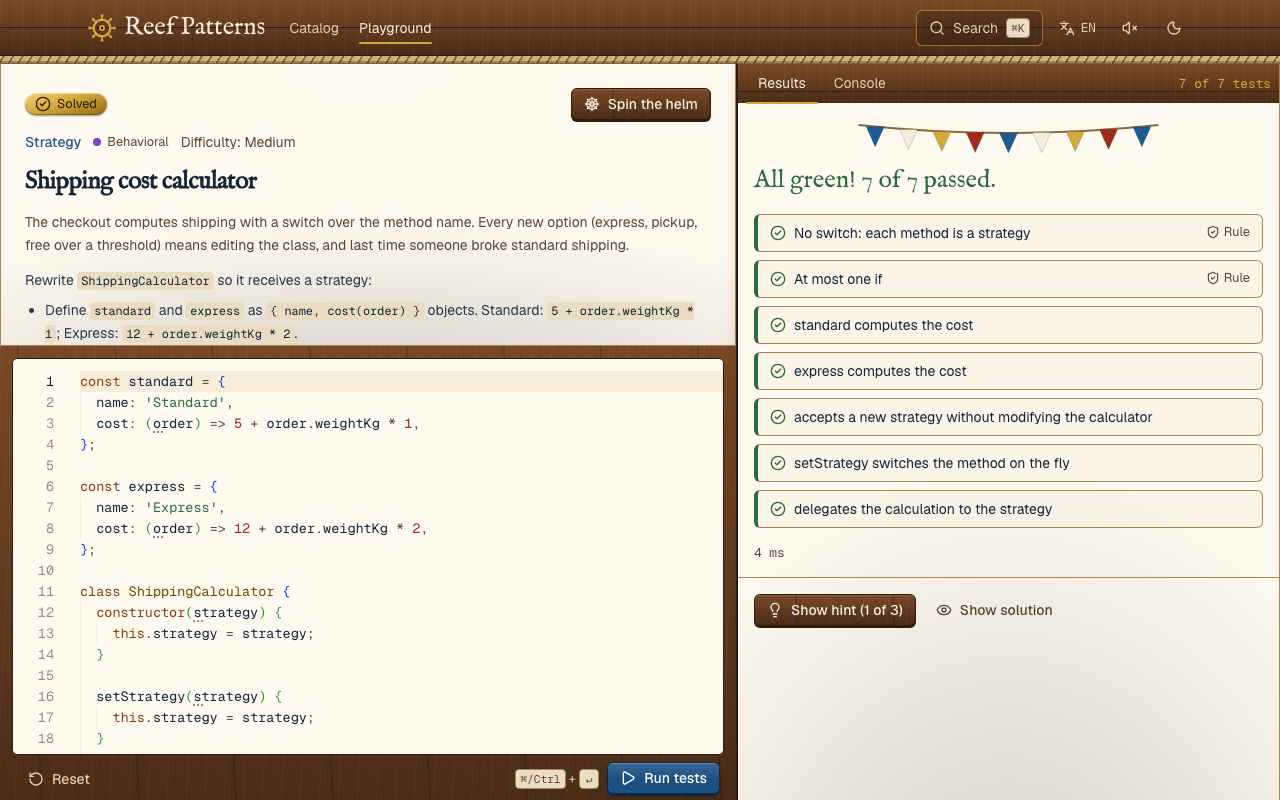 Reef Patterns
Catalog
Playground
Search ⌘K
EN
Solved
Spin the helm
Strategy
Behavioral
Difficulty: Medium
Shipping cost calculator
The checkout computes shipping with a switch over the method name. Every new option (express, pickup,
free over a threshold) means editing the class, and last time someone broke standard shipping.
Rewrite ShippingCalculator so it receives a strategy:
• Define standard and express as { name, cost(order) } objects. Standard: 5 + order.weightKg *
1; Express: 12 + order.weightKg * 2.
1 const standard = {
2 name: 'Standard',
3 cost: (order) => 5 + order.weightKg * 1,
4 };
5
6 const express = {
7 name: 'Express',
8 cost: (order) => 12 + order.weightKg * 2,
9 };
10
11 class ShippingCalculator {
12 constructor(strategy) {
13 this.strategy = strategy;
14 }
15
16 setStrategy(strategy) {
17 this.strategy = strategy;
18 }
Reset
⌘/Ctrl + ↵
Run tests
Results
Console
7 of 7 tests
All green! 7 of 7 passed.
No switch: each method is a strategy
Rule
At most one if
Rule
standard computes the cost
express computes the cost
accepts a new strategy without modifying the calculator
setStrategy switches the method on the fly
delegates the calculation to the strategy
4 ms
Show hint (1 of 3)
Show solution